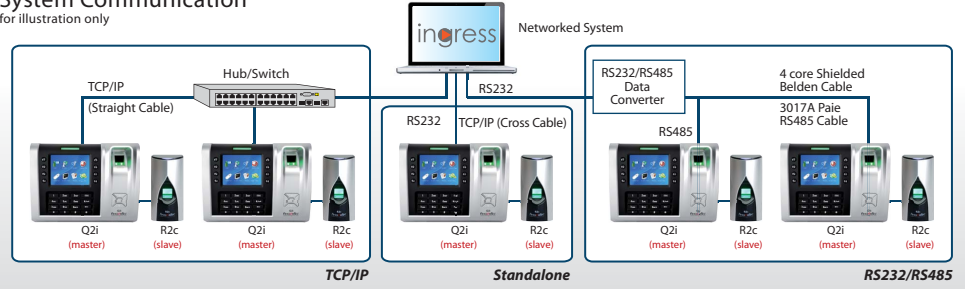 System Communication
for illustration only
ingress
Networked System
TCP/IP
(Straight Cable)
Hub/Switch
RS232
TCP/IP (Cross Cable)
RS232
RS232/RS485
Data
Converter
RS485
4 core Shielded
Belden Cable
3017A Paie
RS485 Cable
Q2i
(master)
R2c
(slave)
Q2i
(master)
R2c
(slave)
Q2i
(master)
R2c
(slave)
Q2i
(master)
R2c
(slave)
Q2i
(master)
R2c
(slave)
TCP/IP
Standalone
RS232/RS485